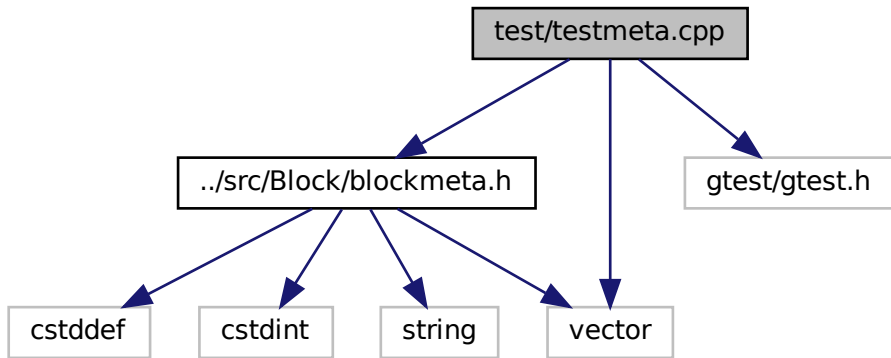 test/testmeta.cpp
../src/Block/blockmeta.h
gtest/gtest.h
cstddef
cstdint
string
vector